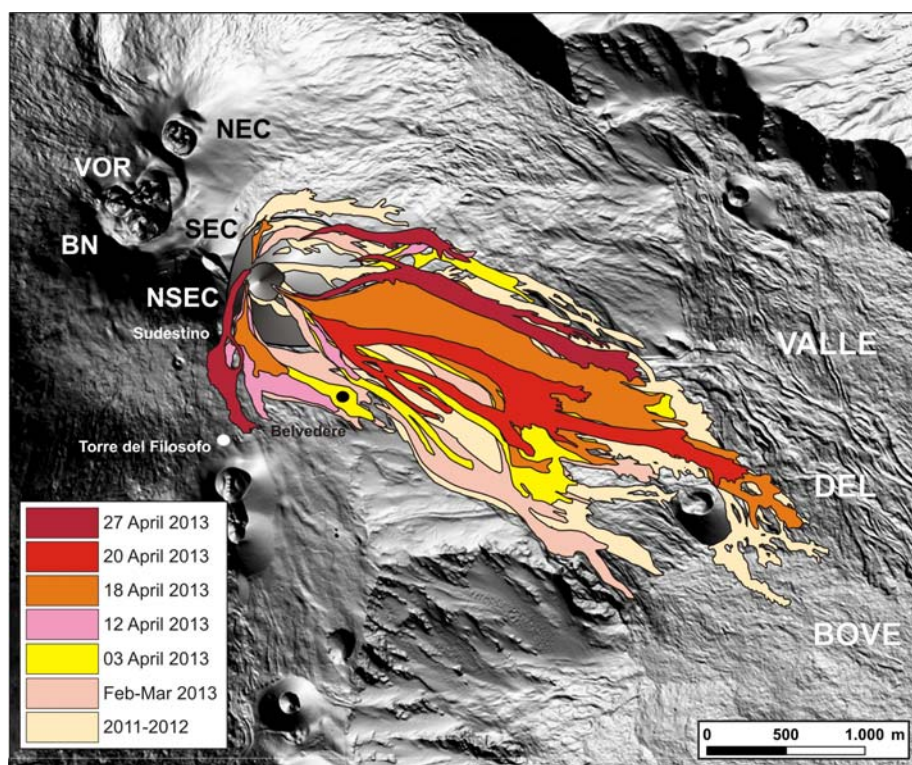 NEC
VOR
SEC
BN
NSEC
Sudestino
VALLE
Belvedere
Torre del Filosofo
DEL
BOVE
27 April 2013
20 April 2013
18 April 2013
12 April 2013
03 April 2013
Feb-Mar 2013
2011-2012
0 500 1.000 m